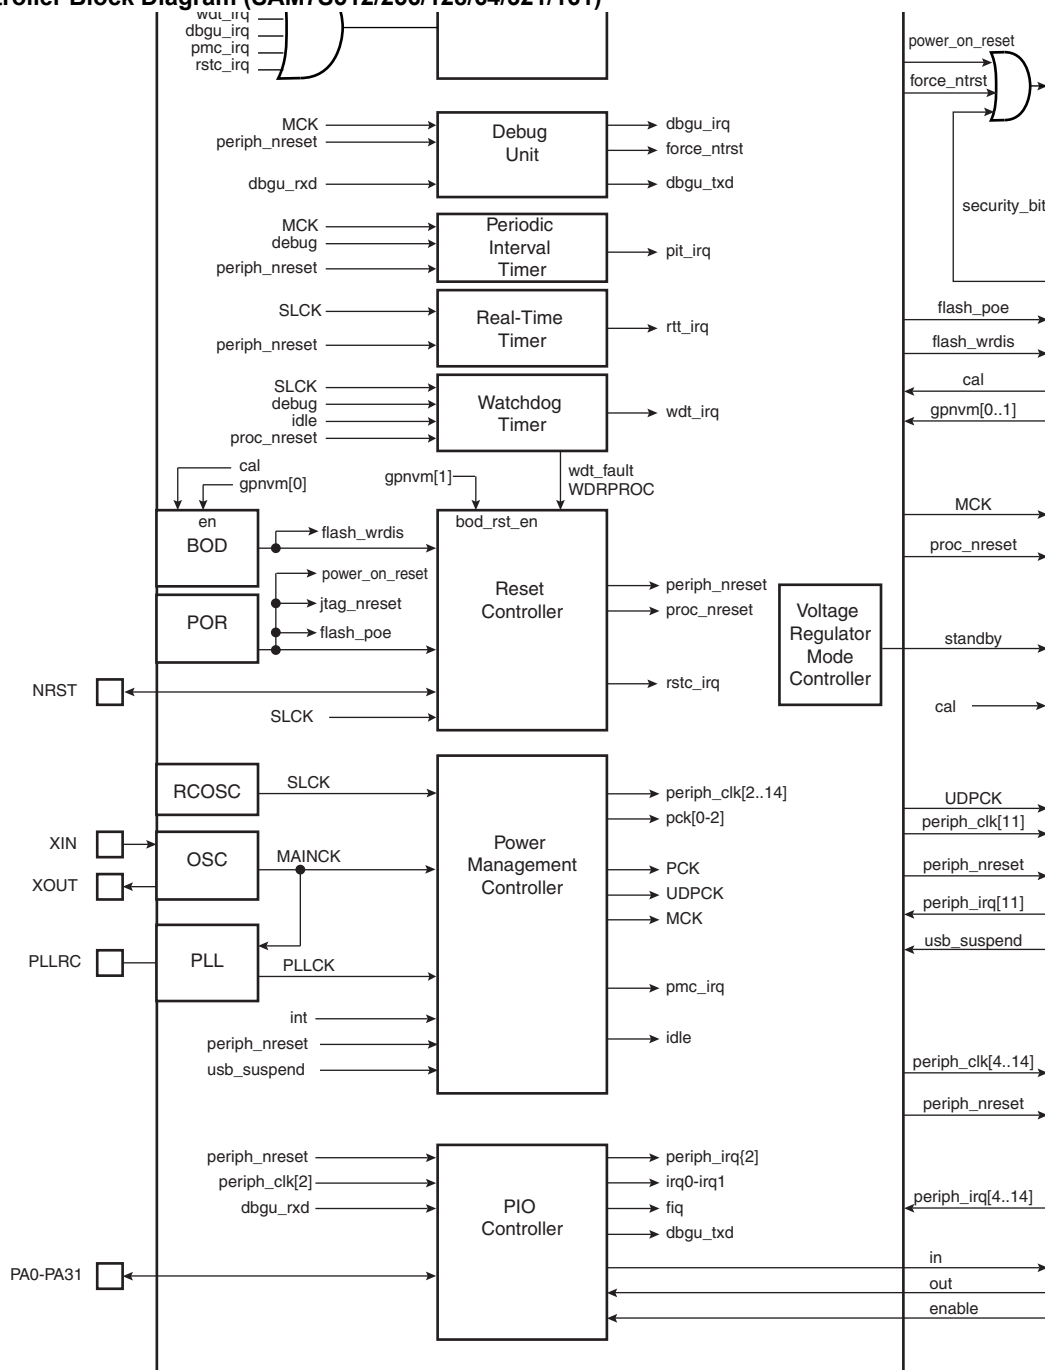 wdt_irq
dbgu_irq
pmc_irq
rstc_irq
power_on_reset
force_ntrst
security_bit
MCK
periph_nreset
dbgu_rxd
Debug
Unit
dbgu_irq
force_ntrst
dbgu_txd
MCK
debug
periph_nreset
Periodic
Interval
Timer
pit_irq
SLCK
periph_nreset
Real-Time
Timer
rtt_irq
flash_poe
flash_wrdis
cal
gpnvm[0..1]
SLCK
debug
idle
proc_nreset
Watchdog
Timer
wdt_irq
cal
gpnvm[0]
gpnvm[1]
wdt_fault
WDRPROC
en
BOD
flash_wrdis
bod_rst_en
MCK
proc_nreset
POR
power_on_reset
jtag_nreset
flash_poe
Reset
Controller
periph_nreset
proc_nreset
rstc_irq
Voltage
Regulator
Mode
Controller
standby
cal
NRST
SLCK
RCOSC
SLCK
XIN
XOUT
OSC
MAINCK
PLLRC
PLL
PLLCK
int
periph_nreset
usb_suspend
Power
Management
Controller
periph_clk[2..14]
pck[0-2]
PCK
UDPCK
MCK
pmc_irq
idle
UDPCK
periph_clk[11]
periph_nreset
periph_irq[11]
usb_suspend
periph_clk[4..14]
periph_nreset
periph_irq[4..14]
periph_nreset
periph_clk[2]
dbgu_rxd
PA0-PA31
PIO
Controller
periph_irq{2]
irq0-irq1
fiq
dbgu_txd
in
out
enable